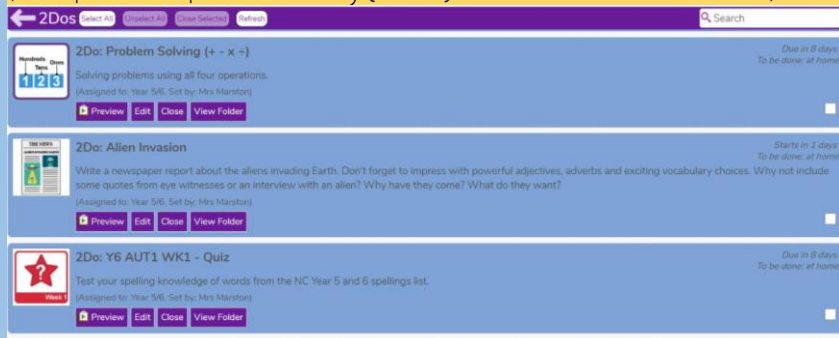 2Dos Select All Unselect All Close Selected Refresh Search
2Do: Problem Solving (+ - x ÷)
Due in 8 days
To be done: at home
Hundreds Tens Ones
1 2 3
Solving problems using all four operations.
(Assigned to: Year 5/6. Set by: Mrs Marston)
Preview Edit Close View Folder
THE NEWS
2Do: Alien Invasion
Starts in 1 days
To be done: at home
Write a newspaper report about the aliens invading Earth. Don't forget to impress with powerful adjectives, adverbs and exciting vocabulary choices. Why not include
some quotes from eye witnesses or an interview with an alien? Why have they come? What do they want?
(Assigned to: Year 5/6. Set by: Mrs Marston)
Preview Edit Close View Folder
2Do: Y6 AUT1 WK1 - Quiz
Due in 8 days
To be done: at home
?
Week 1
Test your spelling knowledge of words from the NC Year 5 and 6 spellings list.
(Assigned to: Year 5/6. Set by: Mrs Marston)
Preview Edit Close View Folder